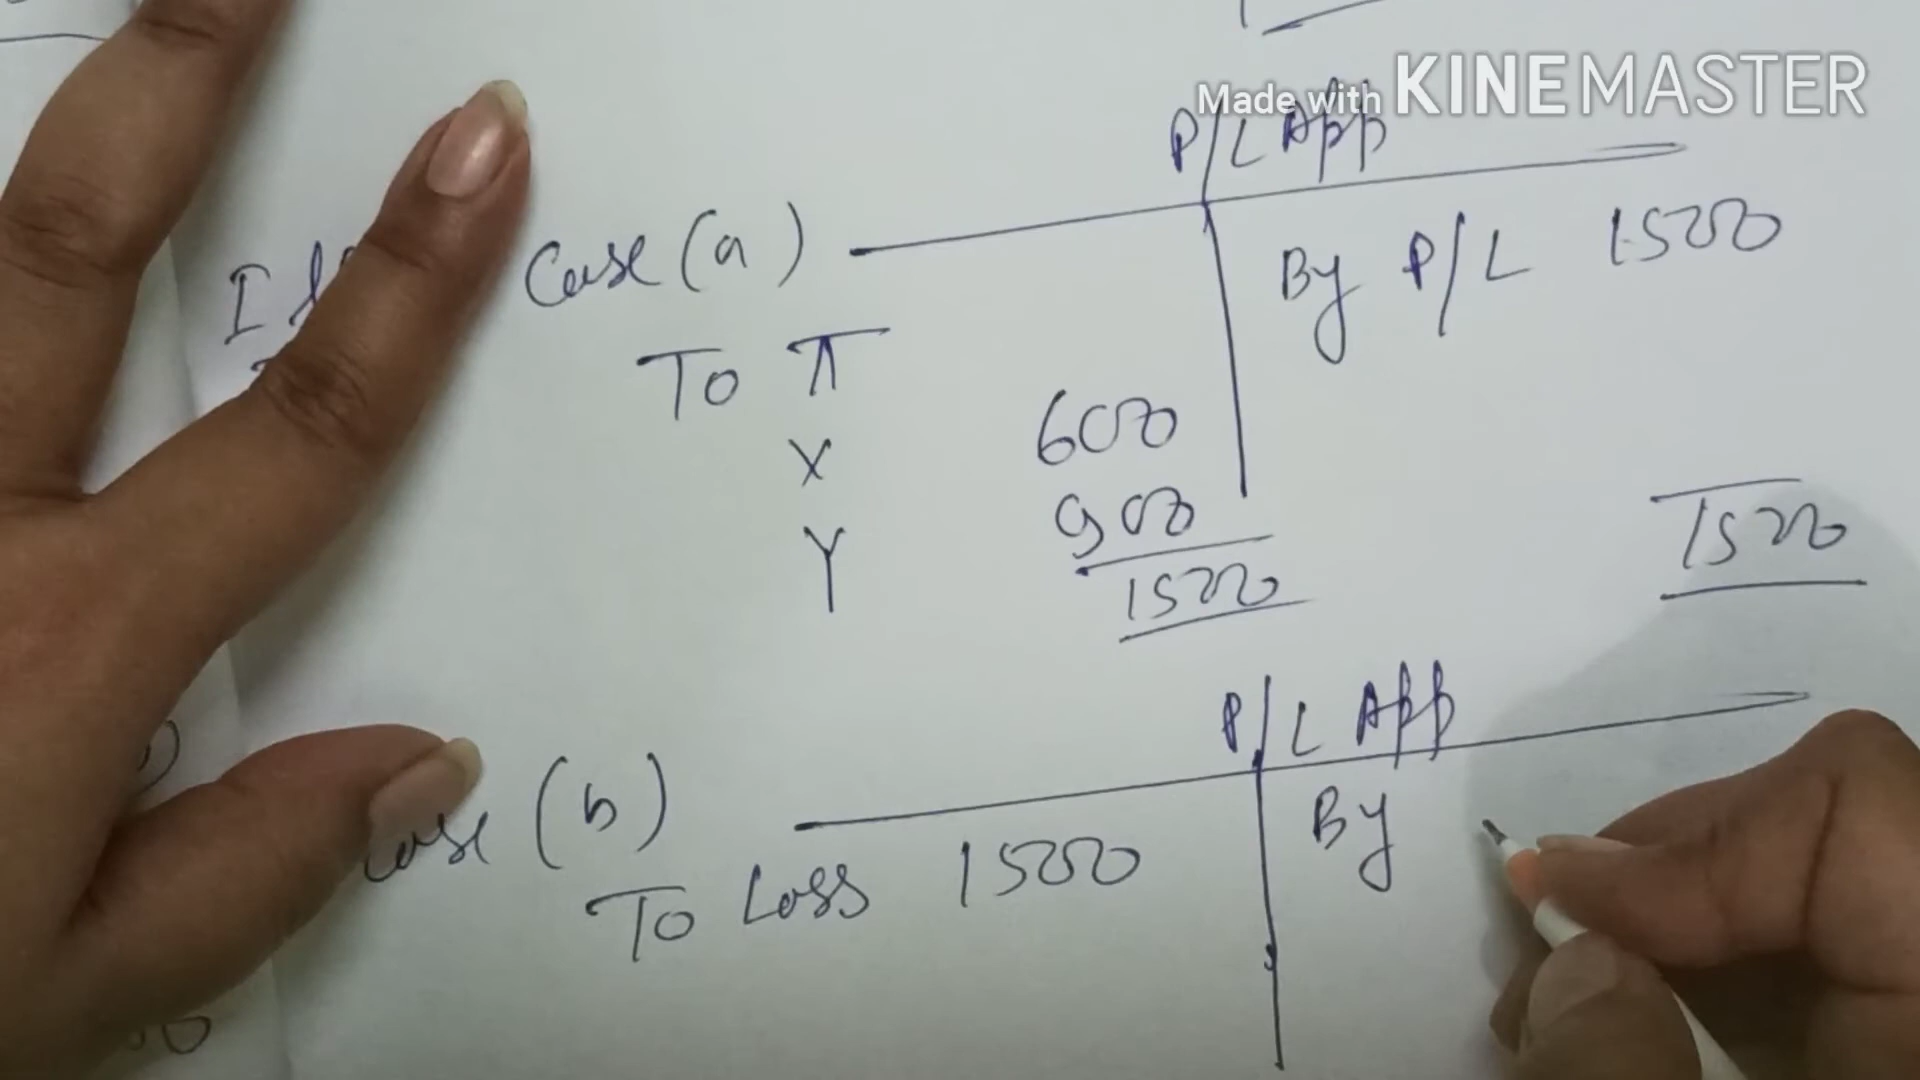 Made with KINEMASTER
P/L App
Case (a)
By P/L 1500
To π
X 600
Y 900
1500 1500
P/L App
Case (b)
To Loss 1500 By